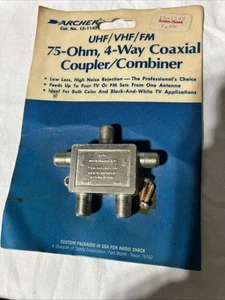 ARCHER
Cat. No. 15-1142
UHF/VHF/FM
75-Ohm, 4-Way Coaxial
Coupler/Combiner
• Low Loss, High Noise Rejection — The Professional's Choice
• Feeds Up To Four TV Or FM Sets From One Antenna
• Ideal For Both Color And Black-And-White TV Applications
CUSTOM PACKAGED IN USA FOR RADIO SHACK
A Division of Tandy Corporation, Fort Worth, Texas 76102